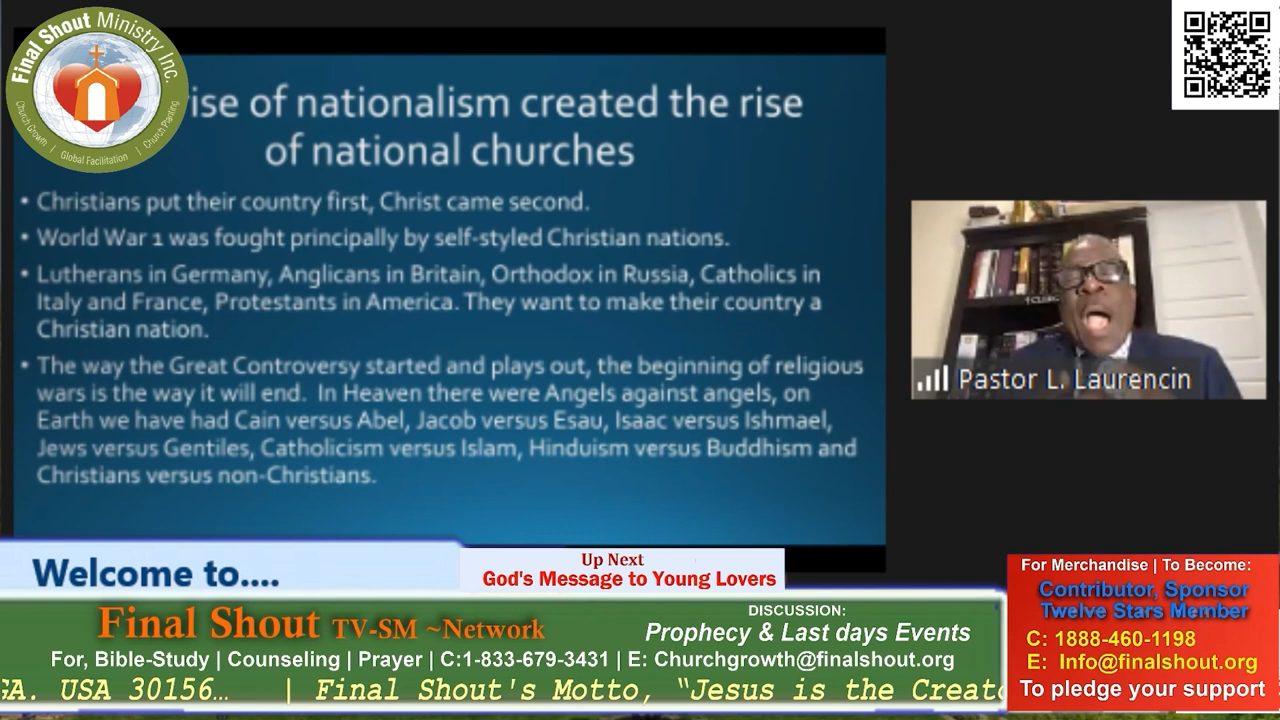 Final Shout Ministry Inc.
Church Growth | Global Facilitation | Church Planting
ise of nationalism created the rise
of national churches
• Christians put their country first, Christ came second.
• World War 1 was fought principally by self-styled Christian nations.
• Lutherans in Germany, Anglicans in Britain, Orthodox in Russia, Catholics in
Italy and France, Protestants in America. They want to make their country a
Christian nation.
• The way the Great Controversy started and plays out, the beginning of religious
wars is the way it will end. In Heaven there were Angels against angels, on
Earth we have had Cain versus Abel, Jacob versus Esau, Isaac versus Ishmael,
Jews versus Gentiles, Catholicism versus Islam, Hinduism versus Buddhism and
Christians versus non-Christians.
Pastor L. Laurencin
Welcome to....
Up Next
God's Message to Young Lovers
Final Shout TV-SM ~Network
DISCUSSION:
Prophecy & Last days Events
For, Bible-Study | Counseling | Prayer | C:1-833-679-3431 | E: Churchgrowth@finalshout.org
GA. USA 30156… | Final Shout's Motto, “Jesus is the Creato
For Merchandise | To Become:
Contributor, Sponsor
Twelve Stars Member
C: 1888-460-1198
E: Info@finalshout.org
To pledge your support